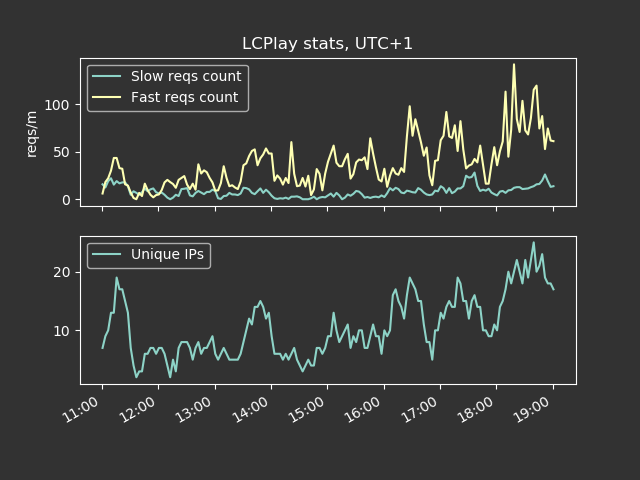 LCPlay stats, UTC+1
Slow reqs count
Fast reqs count
reqs/m
100
50
0
Unique IPs
20
10
11:00 12:00 13:00 14:00 15:00 16:00 17:00 18:00 19:00